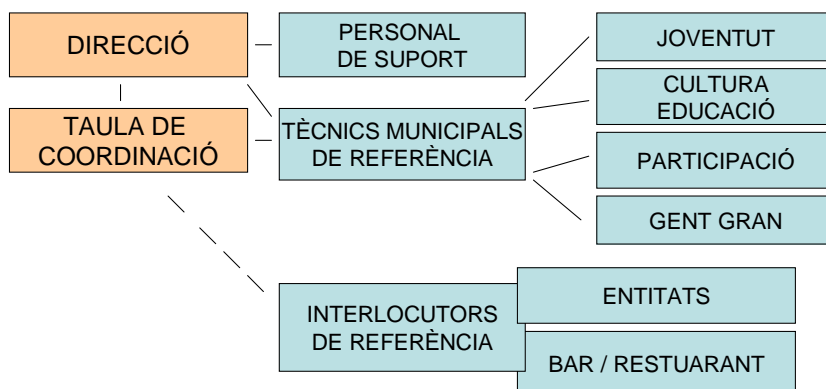 DIRECCIÓ
PERSONAL
DE SUPORT
JOVENTUT
CULTURA
EDUCACIÓ
TAULA DE
COORDINACIÓ
TÈCNICS MUNICIPALS
DE REFERÈNCIA
PARTICIPACIÓ
GENT GRAN
INTERLOCUTORS
DE REFERÈNCIA
ENTITATS
BAR / RESTUARANT